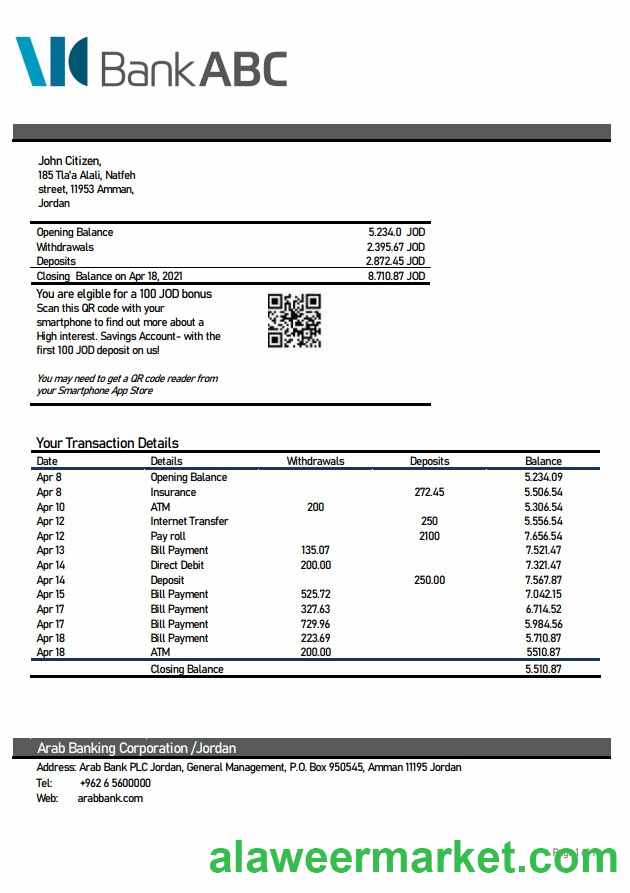 Bank ABC
John Citizen,
185 Tla'a Alali, Natfeh
street, 11953 Amman,
Jordan
Opening Balance 5.234.0 JOD
Withdrawals 2.395.67 JOD
Deposits 2.872.45 JOD
Closing Balance on Apr 18, 2021 8.710.87 JOD
You are elgible for a 100 JOD bonus
Scan this QR code with your
smartphone to find out more about a
High interest. Savings Account- with the
first 100 JOD deposit on us!
You may need to get a QR code reader from
your Smartphone App Store
Your Transaction Details
Date Details Withdrawals Deposits Balance
Apr 8 Opening Balance 5.234.09
Apr 8 Insurance 272.45 5.506.54
Apr 10 ATM 200 5.306.54
Apr 12 Internet Transfer 250 5.556.54
Apr 12 Pay roll 2100 7.656.54
Apr 13 Bill Payment 135.07 7.521.47
Apr 14 Direct Debit 200.00 7.321.47
Apr 14 Deposit 250.00 7.567.87
Apr 15 Bill Payment 525.72 7.042.15
Apr 17 Bill Payment 327.63 6.714.52
Apr 17 Bill Payment 729.96 5.984.56
Apr 18 Bill Payment 223.69 5.710.87
Apr 18 ATM 200.00 5510.87
Closing Balance 5.510.87
Arab Banking Corporation /Jordan
Address: Arab Bank PLC Jordan, General Management, P.O. Box 950545, Amman 11195 Jordan
Tel: +962 6 5600000
Web: arabbank.com
alaweermarket.com